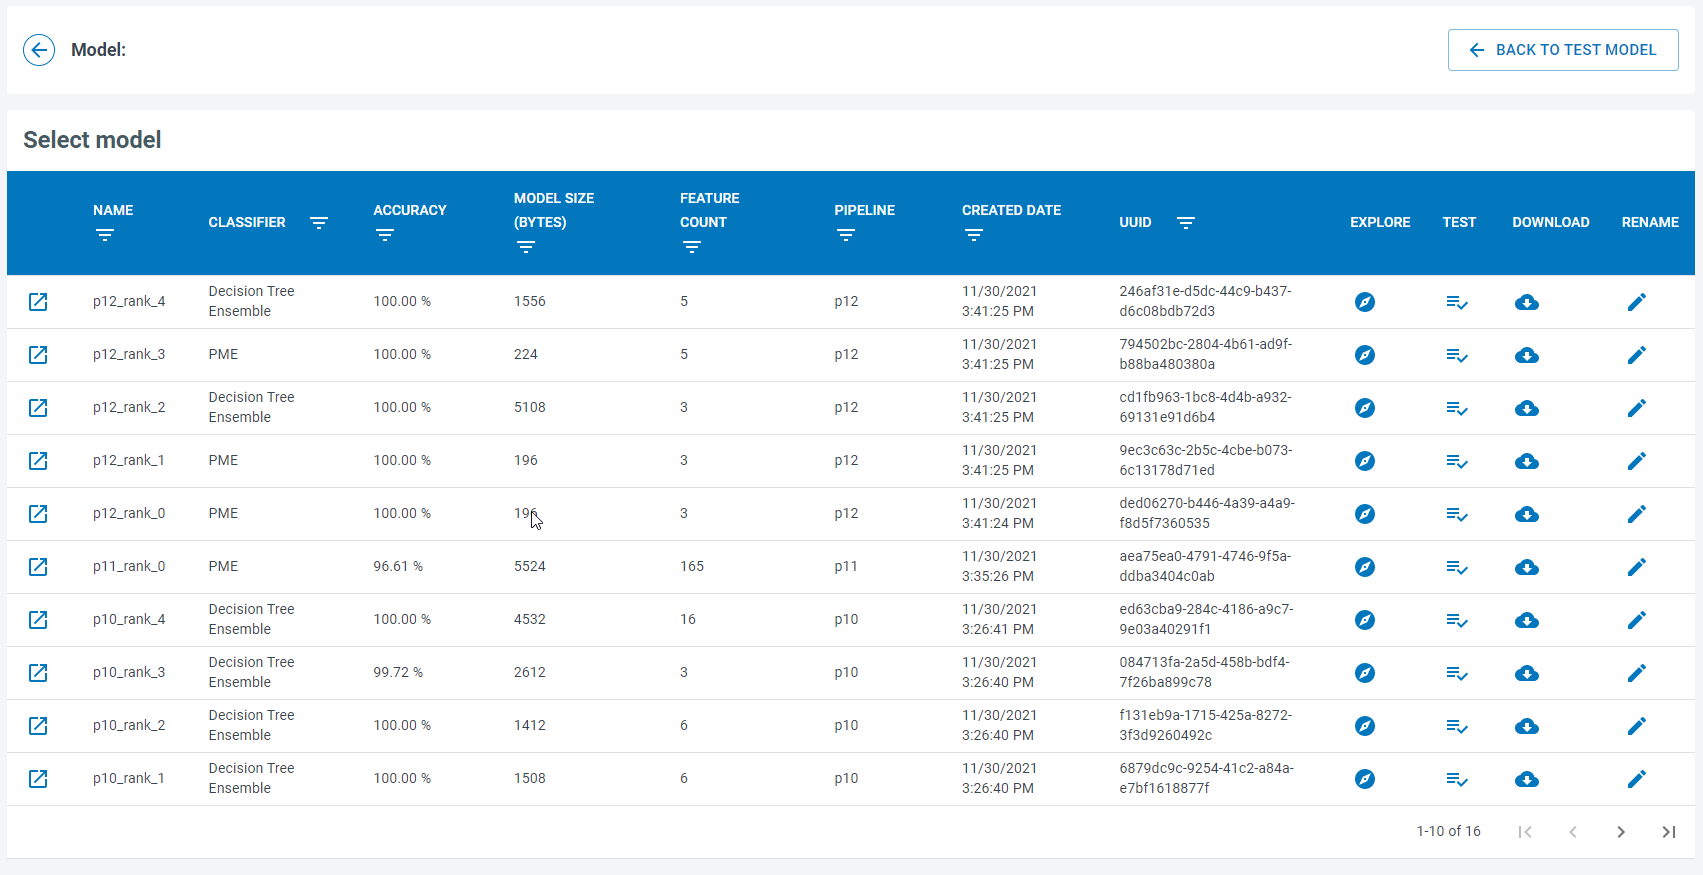 Model:
BACK TO TEST MODEL
Select model
NAME
CLASSIFIER
ACCURACY
MODEL SIZE
(BYTES)
FEATURE
COUNT
PIPELINE
CREATED DATE
UUID
EXPLORE
TEST
DOWNLOAD
RENAME
p12_rank_4
Decision Tree
Ensemble
100.00 %
1556
5
p12
11/30/2021
3:41:25 PM
246af31e-d5dc-44c9-b437-
d6c08bdb72d3
p12_rank_3
PME
100.00 %
224
5
p12
11/30/2021
3:41:25 PM
794502bc-2804-4b61-ad9f-
b88ba480380a
p12_rank_2
Decision Tree
Ensemble
100.00 %
5108
3
p12
11/30/2021
3:41:25 PM
cd1fb963-1bc8-4d4b-a932-
69131e91d6b4
p12_rank_1
PME
100.00 %
196
3
p12
11/30/2021
3:41:25 PM
9ec3c63c-2b5c-4cbe-b073-
6c13178d71ed
p12_rank_0
PME
100.00 %
196
3
p12
11/30/2021
3:41:24 PM
ded06270-b446-4a39-a4a9-
f8d5f7360535
p11_rank_0
PME
96.61 %
5524
165
p11
11/30/2021
3:35:26 PM
aea75ea0-4791-4746-9f5a-
ddba3404c0ab
p10_rank_4
Decision Tree
Ensemble
100.00 %
4532
16
p10
11/30/2021
3:26:41 PM
ed63cba9-284c-4186-a9c7-
9e03a40291f1
p10_rank_3
Decision Tree
Ensemble
99.72 %
2612
3
p10
11/30/2021
3:26:40 PM
084713fa-2a5d-458b-bdf4-
7f26ba899c78
p10_rank_2
Decision Tree
Ensemble
100.00 %
1412
6
p10
11/30/2021
3:26:40 PM
f131eb9a-1715-425a-8272-
3f3d9260492c
p10_rank_1
Decision Tree
Ensemble
100.00 %
1508
6
p10
11/30/2021
3:26:40 PM
6879dc9c-9254-41c2-a84a-
e7bf1618877f
1-10 of 16